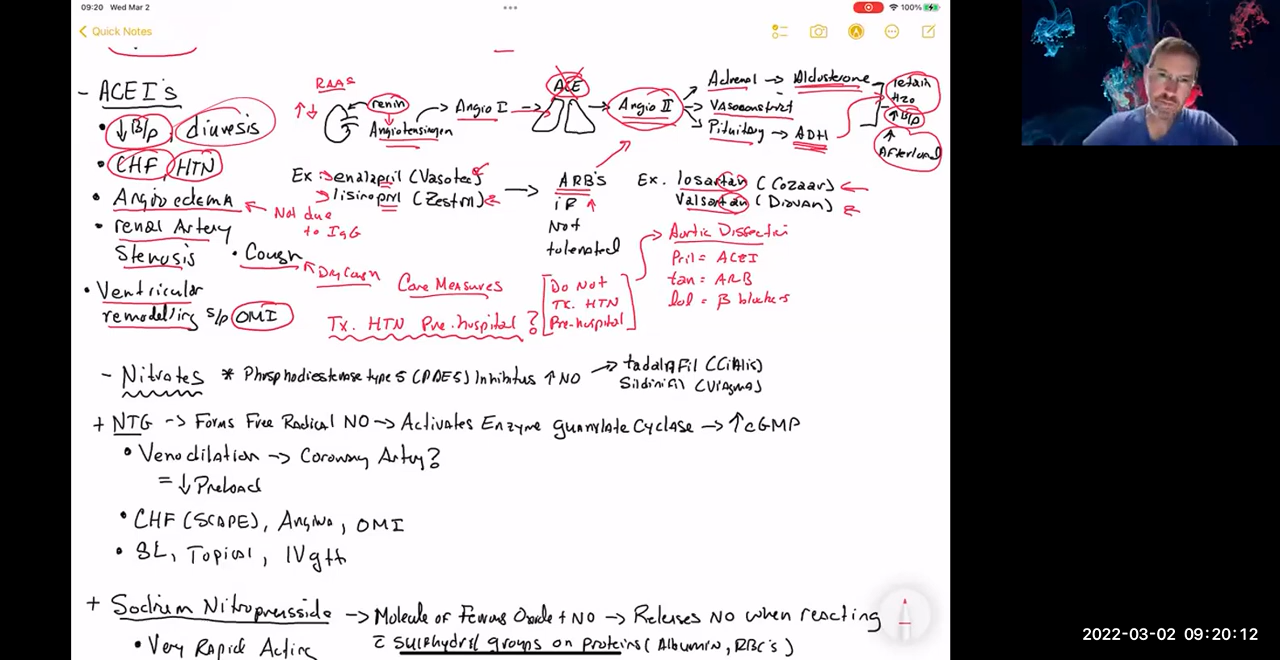 09:20 Wed Mar 2
100%
Quick Notes
- ACEI's
• ↓ B/P, diuresis
• CHF, HTN
• Angioedema
Not due
to IgG
• renal Artery
Stenosis
• Cough
Dry Cough
• Ventricular
remodelling s/p OMI
RAAS
↑↓
renin
Angiotensinogen
→ Angio I →
ACE
→ Angio II
Adrenal → Aldosterone
Vasoconstrict
Pituitary → ADH
retain
H2O
↑ B/p
↑
Afterload
Ex: enalapril (Vasotec)
lisinopril (Zestril)
→ ARB's
iR ↑
Not
tolerated
Ex. losartan (Cozaar)
Valsartan (Diovan)
Core Measures
Tx. HTN Pre-hospital?
Do Not
Tx. HTN
Pre-hospital
→ Aortic Dissection
Pril = ACEI
tan = ARB
lol = β blockers
- Nitrates * Phosphodiesterase type 5 (PDE5) Inhibitors ↑ NO → tadalafil (Cialis)
Sildinifil (Viagra)
+ NTG → Forms Free Radical NO → Activates Enzyme guanylate Cyclase → ↑ cGMP
• Venodilation → Coronary Artery?
= ↓ Preload
• CHF (SCAPE), Angina, OMI
• SL, Topical, IV gtt
+ Sodium Nitroprusside → Molecule of Ferrous Oxide + NO → Releases NO when reacting
c̄ sulfhydril groups on proteins (Albumin, RBC's)
• Very Rapid Acting
2022-03-02 09:20:12